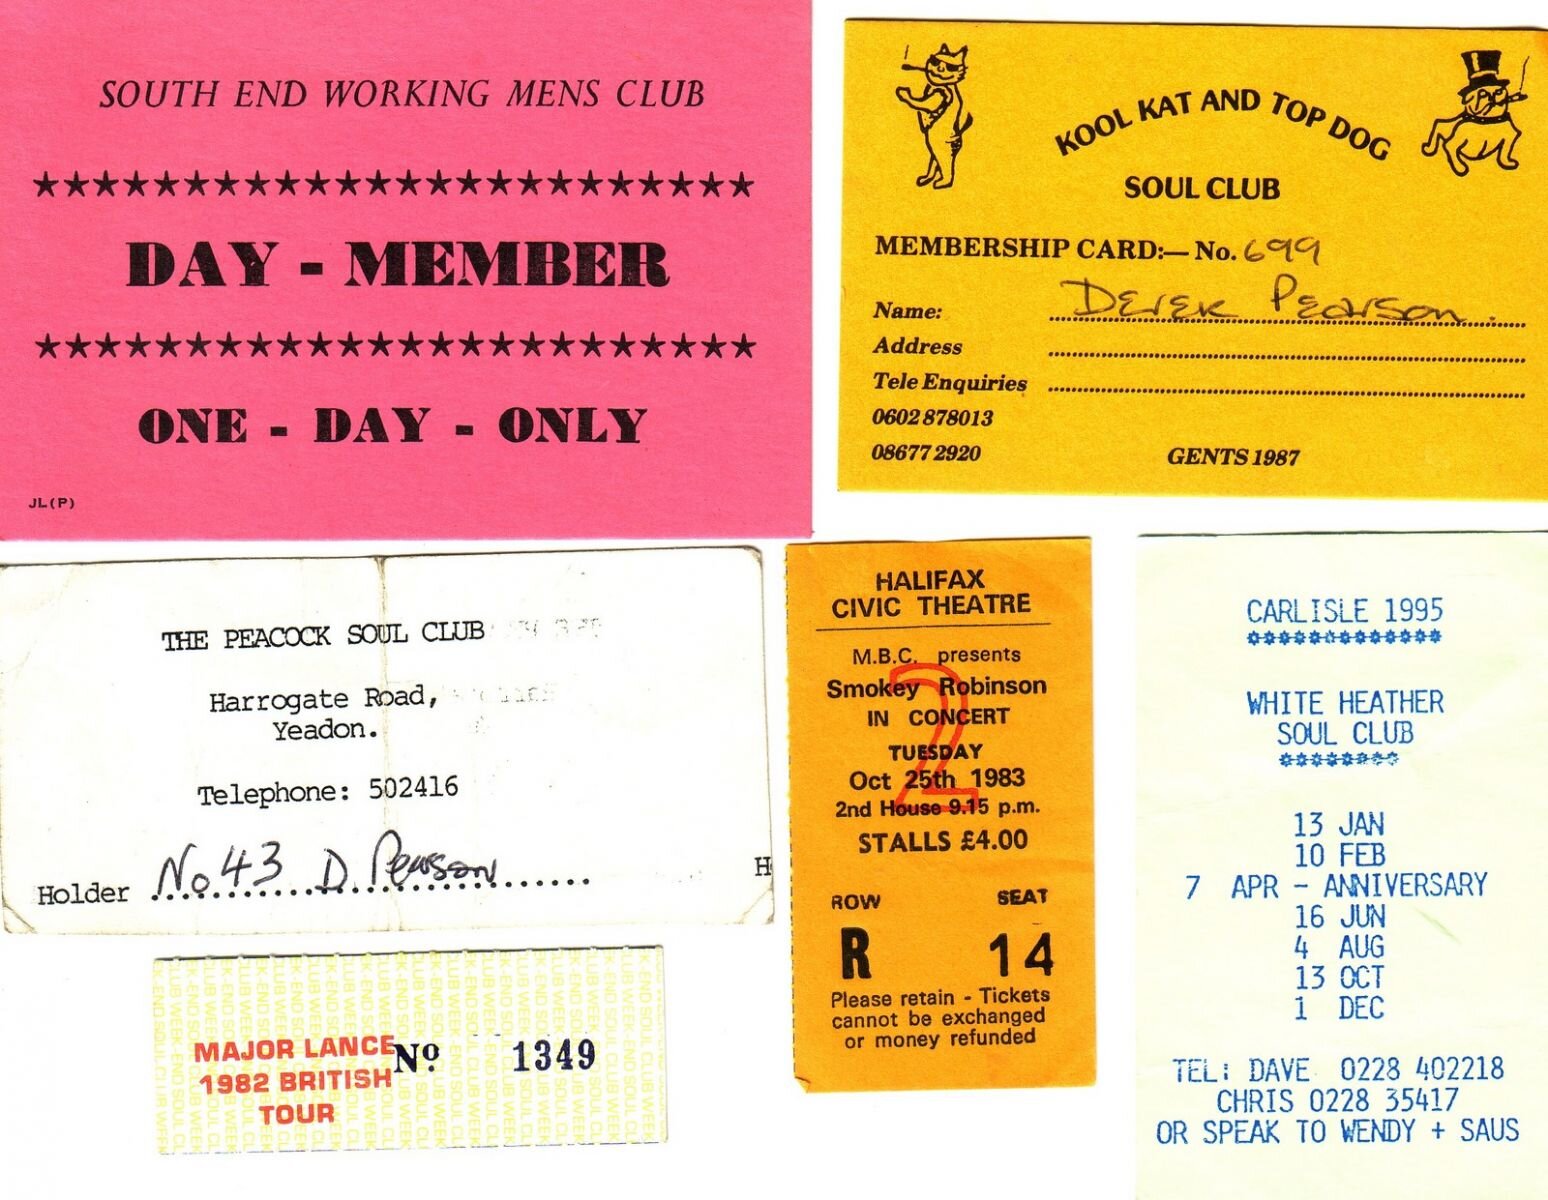 SOUTH END WORKING MENS CLUB
DAY - MEMBER
ONE - DAY - ONLY
JL(P)
KOOL KAT AND TOP DOG
SOUL CLUB
MEMBERSHIP CARD:— No. 699
Name: Derek Pearson.
Address
Tele Enquiries
0602 878013
08677 2920
GENTS 1987
THE PEACOCK SOUL CLUB
Harrogate Road,
Yeadon.
Telephone: 502416
Holder No 43 D Pearson
H
HALIFAX
CIVIC THEATRE
M.B.C. presents
Smokey Robinson
IN CONCERT
2
TUESDAY
Oct 25th 1983
2nd House 9.15 p.m.
STALLS £4.00
ROW SEAT
R 14
Please retain - Tickets
cannot be exchanged
or money refunded
CARLISLE 1995
*************
WHITE HEATHER
SOUL CLUB
********
13 JAN
10 FEB
7 APR - ANNIVERSARY
16 JUN
4 AUG
13 OCT
1 DEC
TEL: DAVE 0228 402218
CHRIS 0228 35417
OR SPEAK TO WENDY + SAUS
MAJOR LANCE
1982 BRITISH
TOUR
Nº 1349